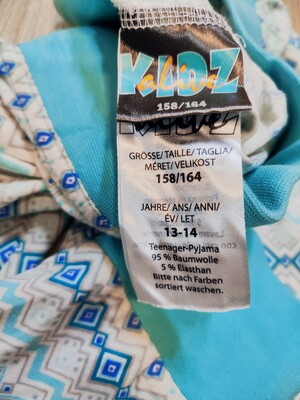 KIDZ
alive
158/164
GRÖSSE/TAILLE/TAGLIA/
MÉRET/VELIKOST
158/164
JAHRE/ANS/ANNI/
ÉV/LET
13-14
Teenager-Pyjama
95 % Baumwolle
5 % Elasthan
Bitte nach Farben
sortiert waschen.